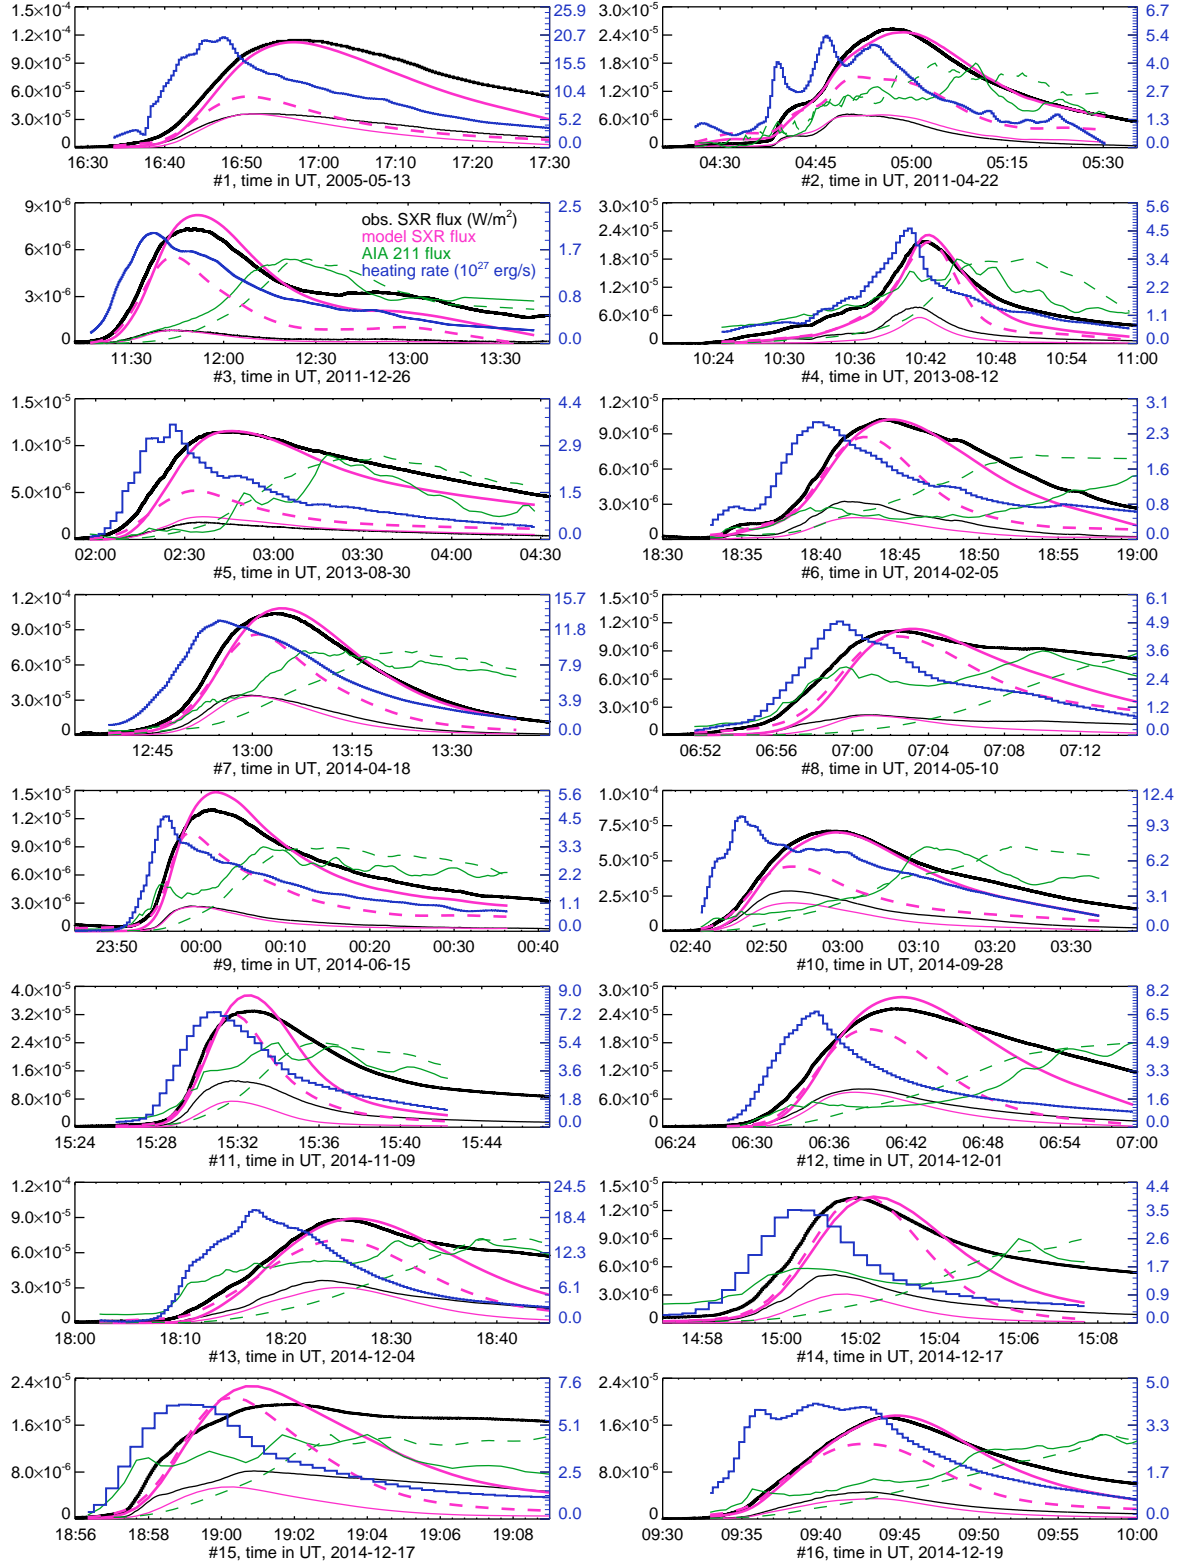 1.5×10⁻⁴ 25.9 3.0×10⁻⁵ 6.7
1.2×10⁻⁴ 20.7 2.4×10⁻⁵ 5.4
9.0×10⁻⁵ 15.5 1.8×10⁻⁵ 4.0
6.0×10⁻⁵ 10.4 1.2×10⁻⁵ 2.7
3.0×10⁻⁵ 5.2 6.0×10⁻⁶ 1.3
0 0.0 0 0.0
16:30 16:40 16:50 17:00 17:10 17:20 17:30 04:30 04:45 05:00 05:15 05:30
#1, time in UT, 2005-05-13 #2, time in UT, 2011-04-22
9×10⁻⁶ 2.5 3.0×10⁻⁵ 5.6
obs. SXR flux (W/m²)
model SXR flux
AIA 211 flux
heating rate (10²⁷ erg/s)
6×10⁻⁶ 1.7 2.4×10⁻⁵ 4.5
1.8×10⁻⁵ 3.4
3×10⁻⁶ 0.8 1.2×10⁻⁵ 2.2
6.0×10⁻⁶ 1.1
0 0.0 0 0.0
11:30 12:00 12:30 13:00 13:30 10:24 10:30 10:36 10:42 10:48 10:54 11:00
#3, time in UT, 2011-12-26 #4, time in UT, 2013-08-12
1.5×10⁻⁵ 4.4 1.2×10⁻⁵ 3.1
1.0×10⁻⁵ 2.9 9.0×10⁻⁶ 2.3
6.0×10⁻⁶ 1.6
5.0×10⁻⁶ 1.5 3.0×10⁻⁶ 0.8
0 0.0 0 0.0
02:00 02:30 03:00 03:30 04:00 04:30 18:30 18:35 18:40 18:45 18:50 18:55 19:00
#5, time in UT, 2013-08-30 #6, time in UT, 2014-02-05
1.2×10⁻⁴ 15.7 1.5×10⁻⁵ 6.1
9.0×10⁻⁵ 11.8 1.2×10⁻⁵ 4.9
9.0×10⁻⁶ 3.6
6.0×10⁻⁵ 7.9 6.0×10⁻⁶ 2.4
3.0×10⁻⁵ 3.9 3.0×10⁻⁶ 1.2
0 0.0 0 0.0
12:45 13:00 13:15 13:30 06:52 06:56 07:00 07:04 07:08 07:12
#7, time in UT, 2014-04-18 #8, time in UT, 2014-05-10
1.5×10⁻⁵ 5.6 1.0×10⁻⁴ 12.4
1.2×10⁻⁵ 4.5 7.5×10⁻⁵ 9.3
9.0×10⁻⁶ 3.3
6.0×10⁻⁶ 2.2 5.0×10⁻⁵ 6.2
3.0×10⁻⁶ 1.1 2.5×10⁻⁵ 3.1
0 0.0 0 0.0
23:50 00:00 00:10 00:20 00:30 00:40 02:40 02:50 03:00 03:10 03:20 03:30
#9, time in UT, 2014-06-15 #10, time in UT, 2014-09-28
4.0×10⁻⁵ 9.0 3.0×10⁻⁵ 8.2
3.2×10⁻⁵ 7.2 2.4×10⁻⁵ 6.5
2.4×10⁻⁵ 5.4 1.8×10⁻⁵ 4.9
1.6×10⁻⁵ 3.6 1.2×10⁻⁵ 3.3
8.0×10⁻⁶ 1.8 6.0×10⁻⁶ 1.6
0 0.0 0 0.0
15:24 15:28 15:32 15:36 15:40 15:44 06:24 06:30 06:36 06:42 06:48 06:54 07:00
#11, time in UT, 2014-11-09 #12, time in UT, 2014-12-01
1.2×10⁻⁴ 24.5 1.5×10⁻⁵ 4.4
9.0×10⁻⁵ 18.4 1.2×10⁻⁵ 3.5
9.0×10⁻⁶ 2.6
6.0×10⁻⁵ 12.3 6.0×10⁻⁶ 1.7
3.0×10⁻⁵ 6.1 3.0×10⁻⁶ 0.9
0 0.0 0 0.0
18:00 18:10 18:20 18:30 18:40 14:58 15:00 15:02 15:04 15:06 15:08
#13, time in UT, 2014-12-04 #14, time in UT, 2014-12-17
2.4×10⁻⁵ 7.6 2.4×10⁻⁵ 5.0
1.6×10⁻⁵ 5.1 1.6×10⁻⁵ 3.3
8.0×10⁻⁶ 2.5 8.0×10⁻⁶ 1.7
0 0.0 0 0.0
18:56 18:58 19:00 19:02 19:04 19:06 19:08 09:30 09:35 09:40 09:45 09:50 09:55 10:00
#15, time in UT, 2014-12-17 #16, time in UT, 2014-12-19